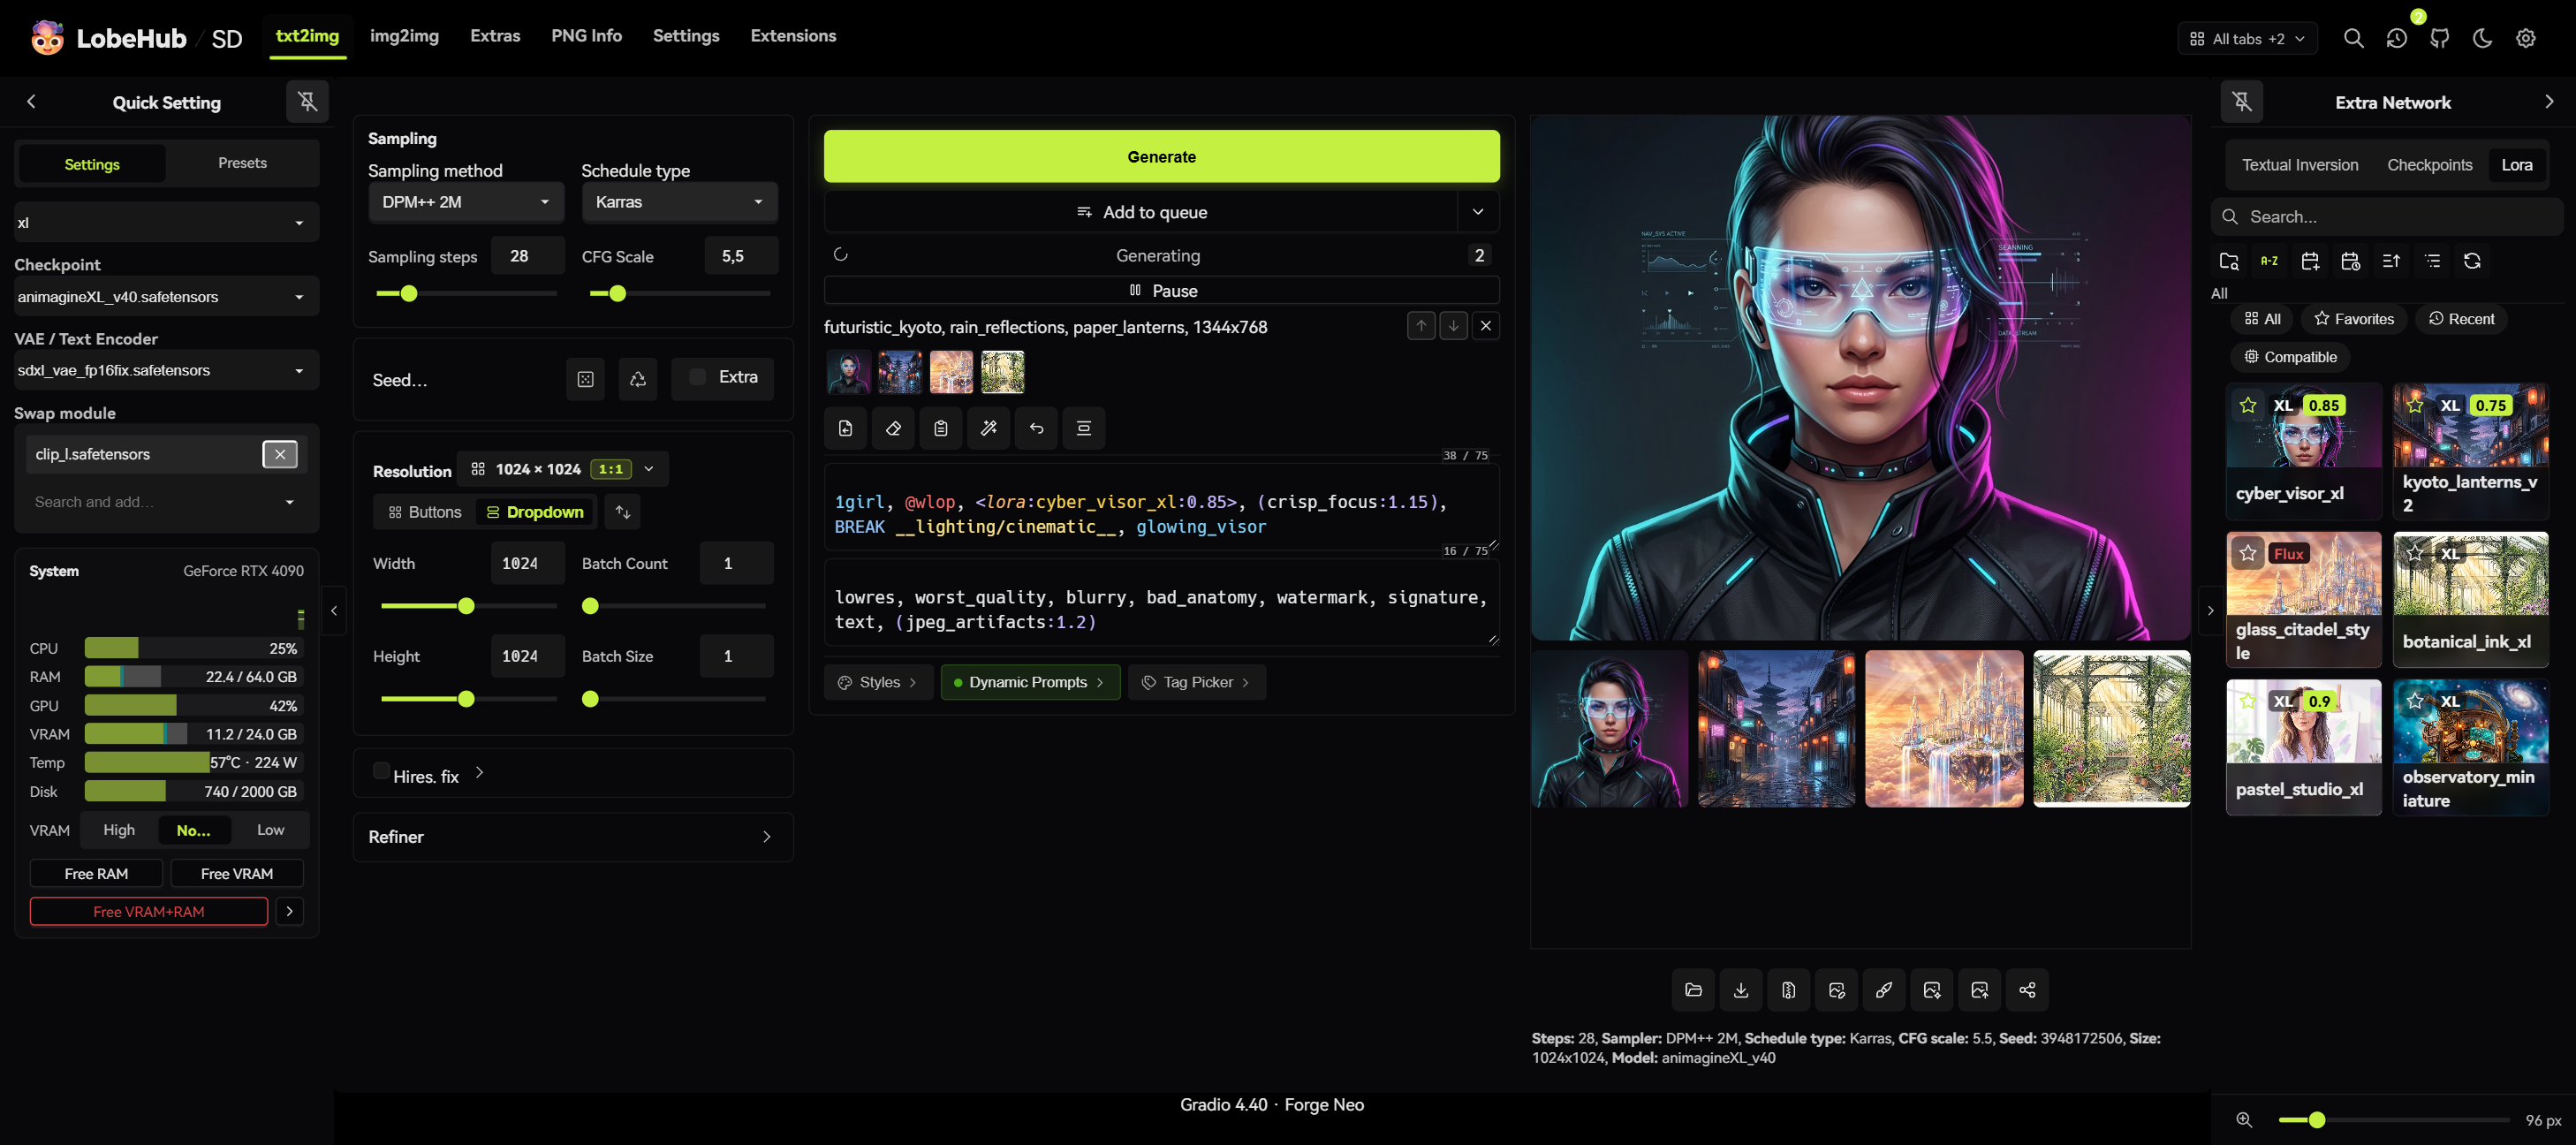 LobeHub / SD
txt2img
img2img
Extras
PNG Info
Settings
Extensions
All tabs +2
2
Quick Setting
Settings
Presets
xl
Checkpoint
animagineXL_v40.safetensors
VAE / Text Encoder
sdxl_vae_fp16fix.safetensors
Swap module
clip_l.safetensors
Search and add...
System
GeForce RTX 4090
CPU 25%
RAM 22.4 / 64.0 GB
GPU 42%
VRAM 11.2 / 24.0 GB
Temp 57°C · 224 W
Disk 740 / 2000 GB
VRAM High No... Low
Free RAM
Free VRAM
Free VRAM+RAM
Sampling
Sampling method
Schedule type
DPM++ 2M
Karras
Sampling steps 28
CFG Scale 5,5
Seed...
Extra
Resolution 1024 × 1024 1:1
Buttons
Dropdown
Width 1024
Batch Count 1
Height 1024
Batch Size 1
Hires. fix
Refiner
Generate
Add to queue
Generating 2
Pause
futuristic_kyoto, rain_reflections, paper_lanterns, 1344x768
38 / 75
1girl, @wlop, <lora:cyber_visor_xl:0.85>, (crisp_focus:1.15),
BREAK __lighting/cinematic__, glowing_visor
16 / 75
lowres, worst_quality, blurry, bad_anatomy, watermark, signature,
text, (jpeg_artifacts:1.2)
Styles
Dynamic Prompts
Tag Picker
NAV_SYS ACTIVE
SCANNING
Steps: 28, Sampler: DPM++ 2M, Schedule type: Karras, CFG scale: 5.5, Seed: 3948172506, Size:
1024x1024, Model: animagineXL_v40
Extra Network
Textual Inversion
Checkpoints
Lora
Search...
A-Z
All
All
Favorites
Recent
Compatible
XL 0.85
cyber_visor_xl
XL 0.75
kyoto_lanterns_v
2
Flux
glass_citadel_sty
le
XL
botanical_ink_xl
XL 0.9
pastel_studio_xl
XL
observatory_min
iature
96 px
Gradio 4.40 · Forge Neo